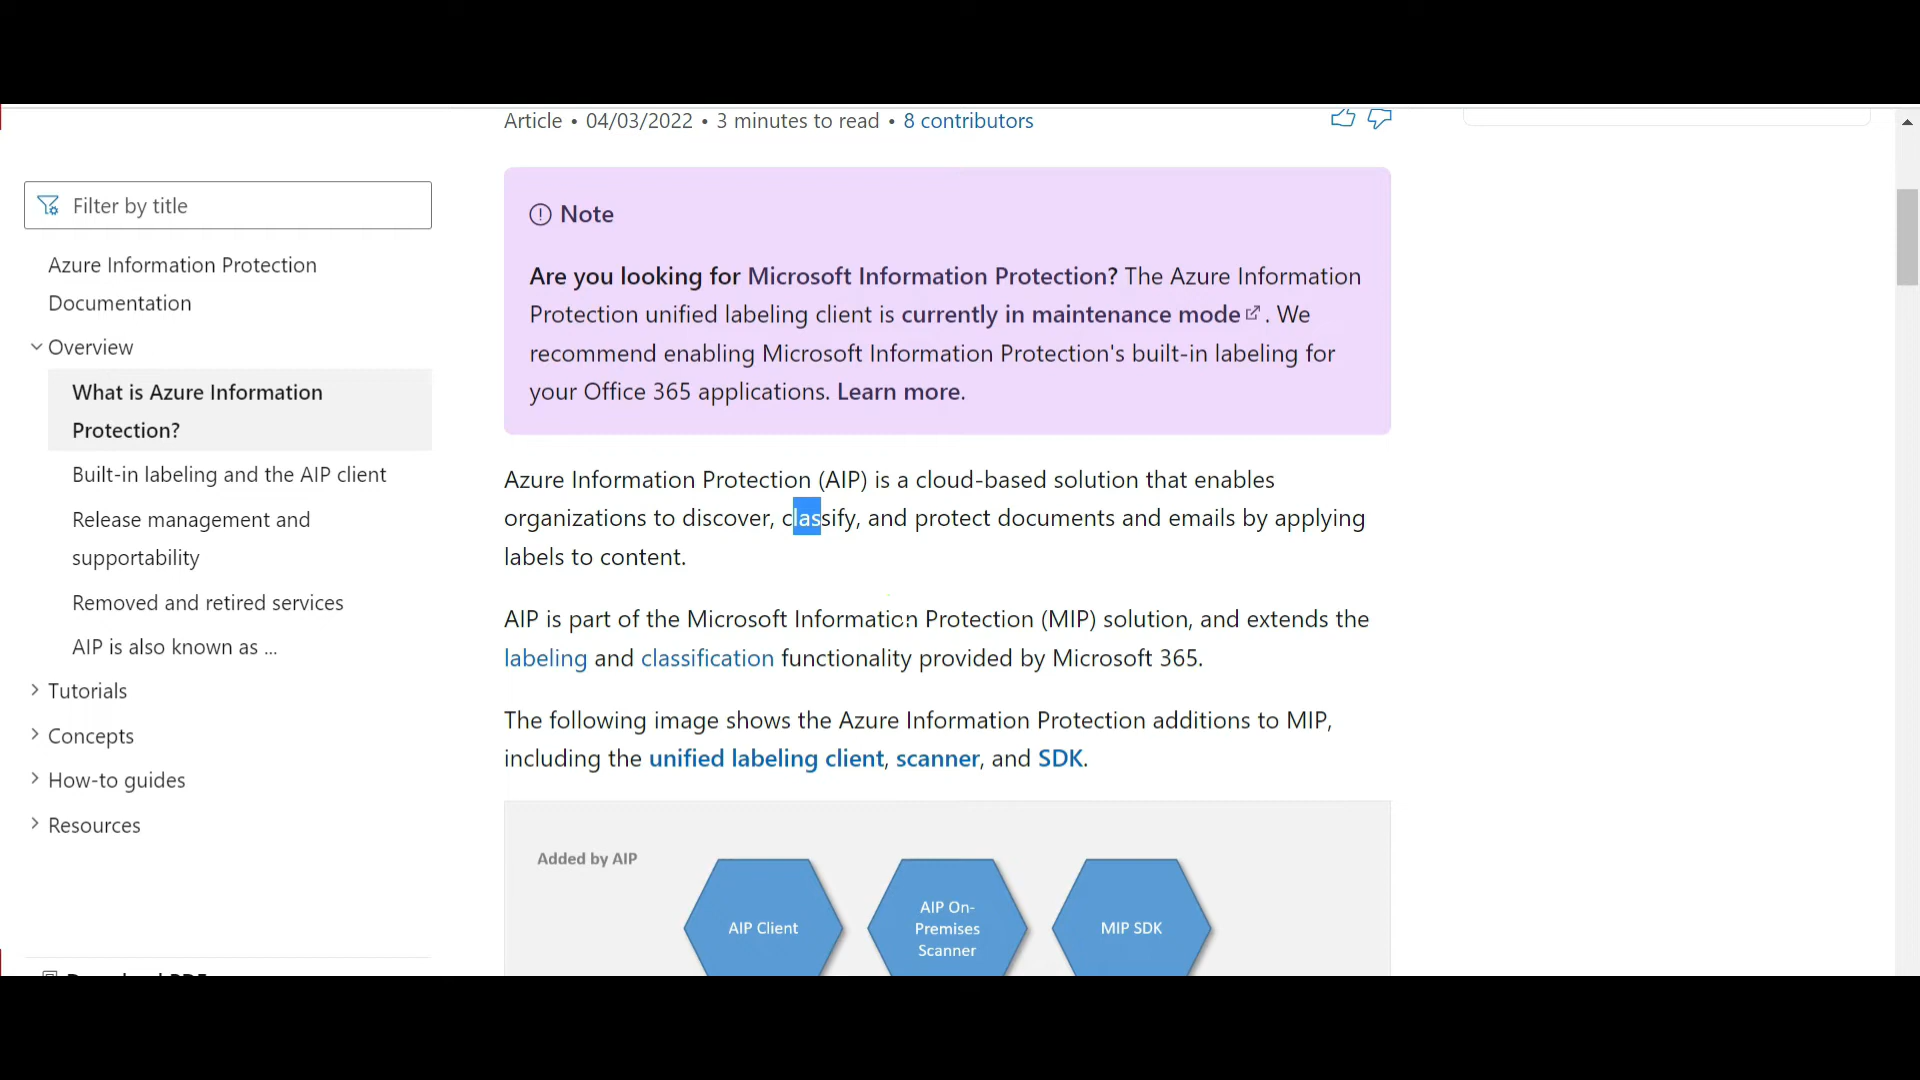 Article • 04/03/2022 • 3 minutes to read • 8 contributors
Filter by title
Azure Information Protection
Documentation
Overview
What is Azure Information
Protection?
Built-in labeling and the AIP client
Release management and
supportability
Removed and retired services
AIP is also known as ...
Tutorials
Concepts
How-to guides
Resources
Note
Are you looking for Microsoft Information Protection? The Azure Information
Protection unified labeling client is currently in maintenance mode. We
recommend enabling Microsoft Information Protection's built-in labeling for
your Office 365 applications. Learn more.
Azure Information Protection (AIP) is a cloud-based solution that enables
organizations to discover, classify, and protect documents and emails by applying
labels to content.
AIP is part of the Microsoft Information Protection (MIP) solution, and extends the
labeling and classification functionality provided by Microsoft 365.
The following image shows the Azure Information Protection additions to MIP,
including the unified labeling client, scanner, and SDK.
Added by AIP
AIP Client
AIP On-
Premises
Scanner
MIP SDK